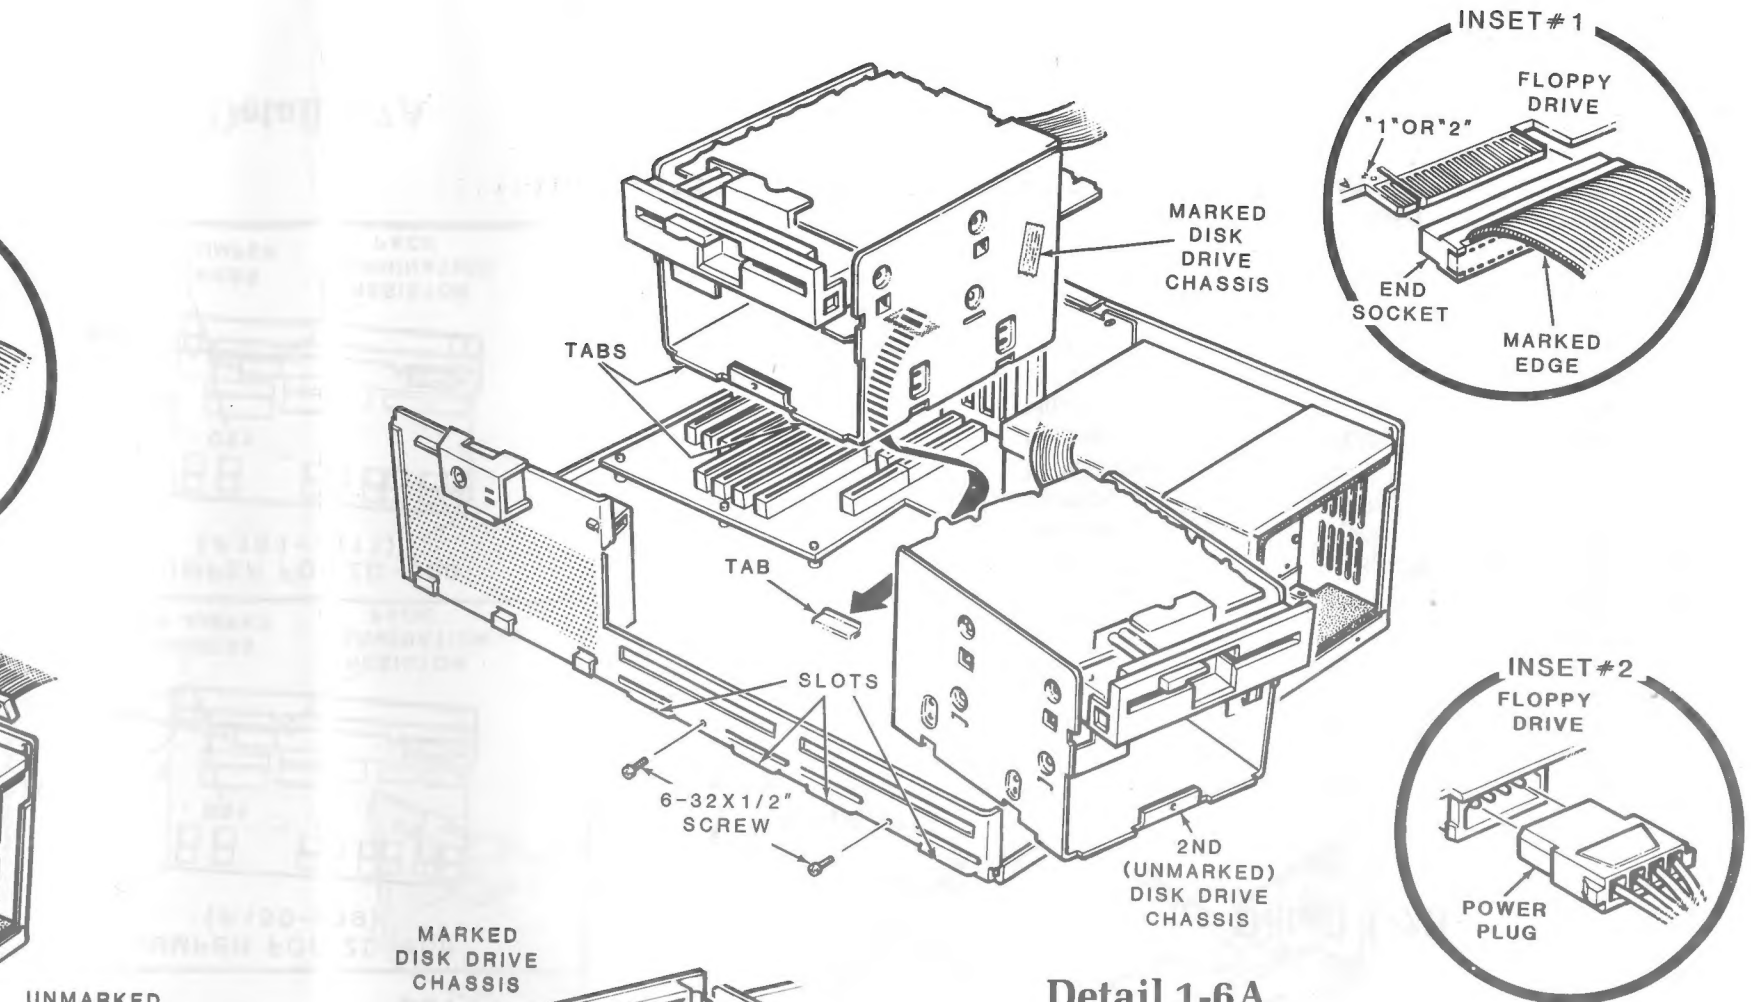 INSET#1
FLOPPY
DRIVE
"1"OR"2"
END
SOCKET
MARKED
EDGE
MARKED
DISK
DRIVE
CHASSIS
TABS
TAB
SLOTS
6-32X1/2"
SCREW
2ND
(UNMARKED)
DISK DRIVE
CHASSIS
INSET#2
FLOPPY
DRIVE
POWER
PLUG
MARKED
DISK DRIVE
CHASSIS
UNMARKED
Detail 1-6A